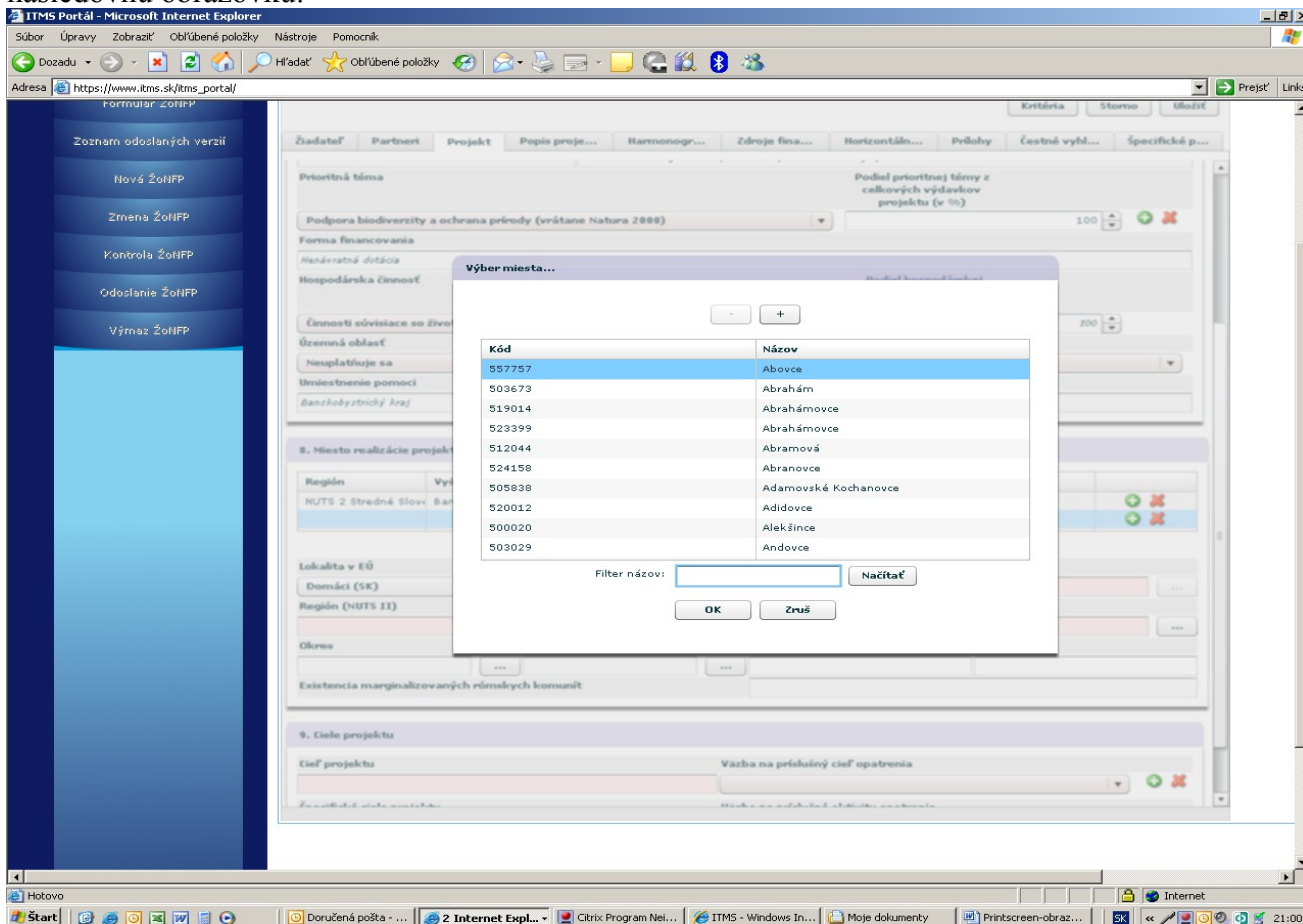 ITMS Portál - Microsoft Internet Explorer
Súbor Úpravy Zobraziť Obľúbené položky Nástroje Pomocník
Dozadu Hľadať Obľúbené položky
Adresa https://www.itms.sk/itms_portal/ Prejsť Links
Formulár ŽoNFP
Kritéria Storno Uložiť
Zoznam odoslaných verzií
Žiadateľ Partneri Projekt Popis proje... Harmonogr... Zdroje fina... Horizontáln... Prílohy Čestné vyhl... Špecifické p...
Nová ŽoNFP
Zmena ŽoNFP
Kontrola ŽoNFP
Odoslanie ŽoNFP
Výmaz ŽoNFP
Prioritná téma
Podiel prioritnej témy z
celkových výdavkov
projektu (v %)
Podpora biodiverzity a ochrana prírody (vrátane Natura 2000) 100
Forma financovania
Nenávratná dotácia
Hospodárska činnosť
Činnosti súvisiace so život
Územná oblasť
Neuplatňuje sa
Umiestnenie pomoci
Banskobystrický kraj
Výber miesta...
- +
Kód Názov
557757 Abovce
503673 Abrahám
519014 Abrahámovce
523399 Abrahámovce
512044 Abramová
524158 Abranovce
505838 Adamovské Kochanovce
520012 Adidovce
500020 Alekšince
503029 Andovce
Filter názov: Načítať
OK Zruš
8. Miesto realizácie projekt
Región Vyš
NUTS 2 Stredné Slove Ban
Lokalita v EÚ
Domáci (SK) ...
Región (NUTS II)
...
Okres
... ...
Existencia marginalizovaných rómskych komunít
9. Ciele projektu
Cieľ projektu Väzba na príslušný cieľ opatrenia
Hotovo Internet
Štart Doručená pošta - ... 2 Internet Expl... Citrix Program Nei... ITMS - Windows In... Moje dokumenty Printscreen-obraz... SK 21:00